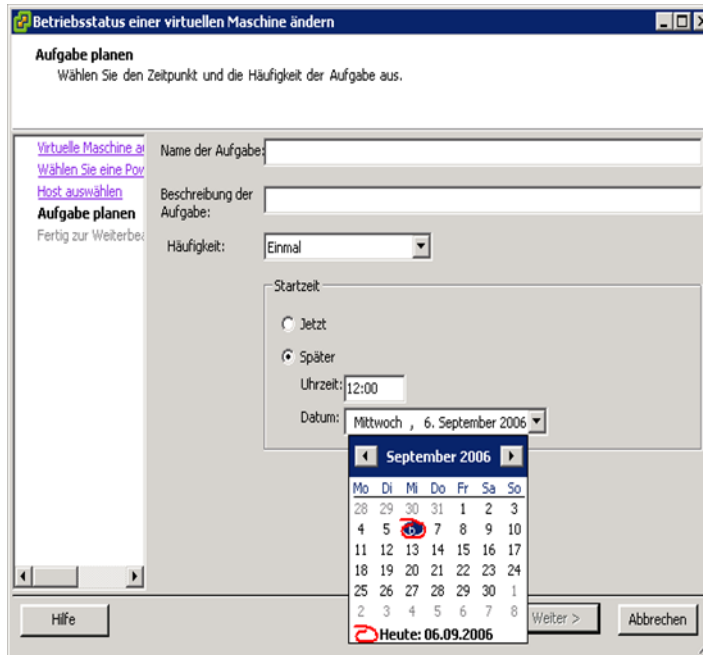 Betriebsstatus einer virtuellen Maschine ändern
Aufgabe planen
Wählen Sie den Zeitpunkt und die Häufigkeit der Aufgabe aus.
Virtuelle Maschine
Wählen Sie eine
Host auswählen
Aufgabe planen
Fertig zur
Name der Aufgabe:
Beschreibung der
Aufgabe:
Häufigkeit:
Einmal
Startzeit
Jetzt
Später
Uhrzeit: 12:00
Datum: Mittwoch , 6. September 2006
September 2006
Mo Di Mi Do Fr Sa So
28 29 30 31 1 2 3
4 5 6 7 8 9 10
11 12 13 14 15 16 17
18 19 20 21 22 23 24
25 26 27 28 29 30 1
2 3 4 5 6 7 8
Heute: 06.09.2006
Hilfe
Weiter >
Abbrechen